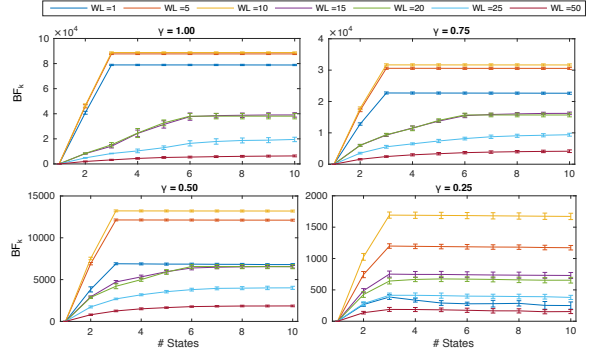 WL =1 WL =5 WL =10 WL =15 WL =20 WL =25 WL =50
×10⁴ γ = 1.00
10
8
6
4
2
0
BFₖ
2 4 6 8 10
×10⁴ γ = 0.75
4
3
2
1
0
2 4 6 8 10
γ = 0.50
15000
10000
5000
0
BFₖ
2 4 6 8 10
# States
γ = 0.25
2000
1500
1000
500
0
2 4 6 8 10
# States